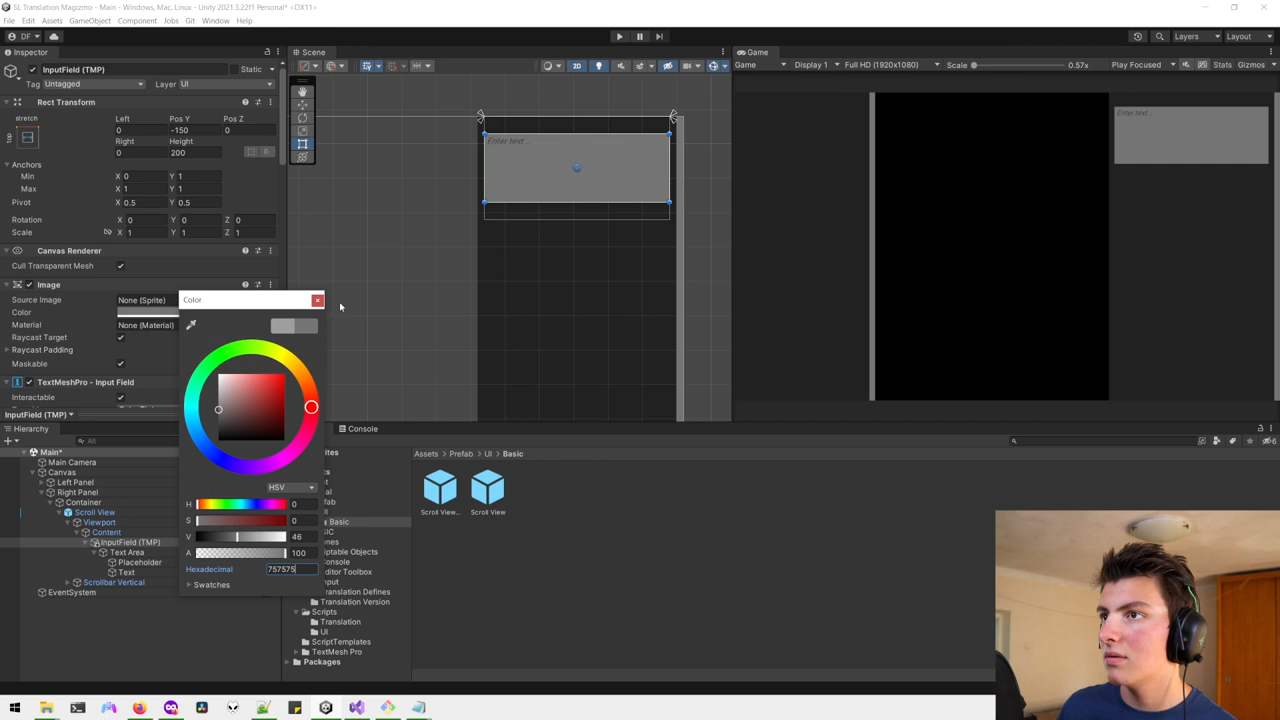 SL Translation Magizmo - Main - Windows, Mac, Linux - Unity 2021.3.22f1 Personal* <DX11>
File Edit Assets GameObject Component Jobs Git Window Help
DF Layers Layout
Inspector
InputField (TMP) Static
Tag Untagged Layer UI
Rect Transform
stretch Left Pos Y Pos Z
top 0 -150 0
Right Height
0 200 R
Anchors
Min X 0 Y 1
Max X 1 Y 1
Pivot X 0.5 Y 0.5
Rotation X 0 Y 0 Z 0
Scale X 1 Y 1 Z 1
Canvas Renderer
Cull Transparent Mesh
Image
Source Image None (Sprite)
Color
Material None (Material)
Raycast Target
Raycast Padding
Maskable
TextMeshPro - Input Field
Interactable
InputField (TMP)
Color
HSV
H 0
S 0
V 46
A 100
Hexadecimal 757575
Swatches
Scene
2D
Enter text...
Game
Game Display 1 Full HD (1920x1080) Scale 0.57x Play Focused Stats Gizmos
Enter text...
Hierarchy
All
Main*
Main Camera
Canvas
Left Panel
Right Panel
Container
Scroll View
Viewport
Content
InputField (TMP)
Text Area
Placeholder
Text
Scrollbar Vertical
EventSystem
Console
6
Basic
Translation Defines
Translation Version
Scripts
Translation
UI
ScriptTemplates
TextMesh Pro
Packages
Assets > Prefab > UI > Basic
Scroll View... Scroll View